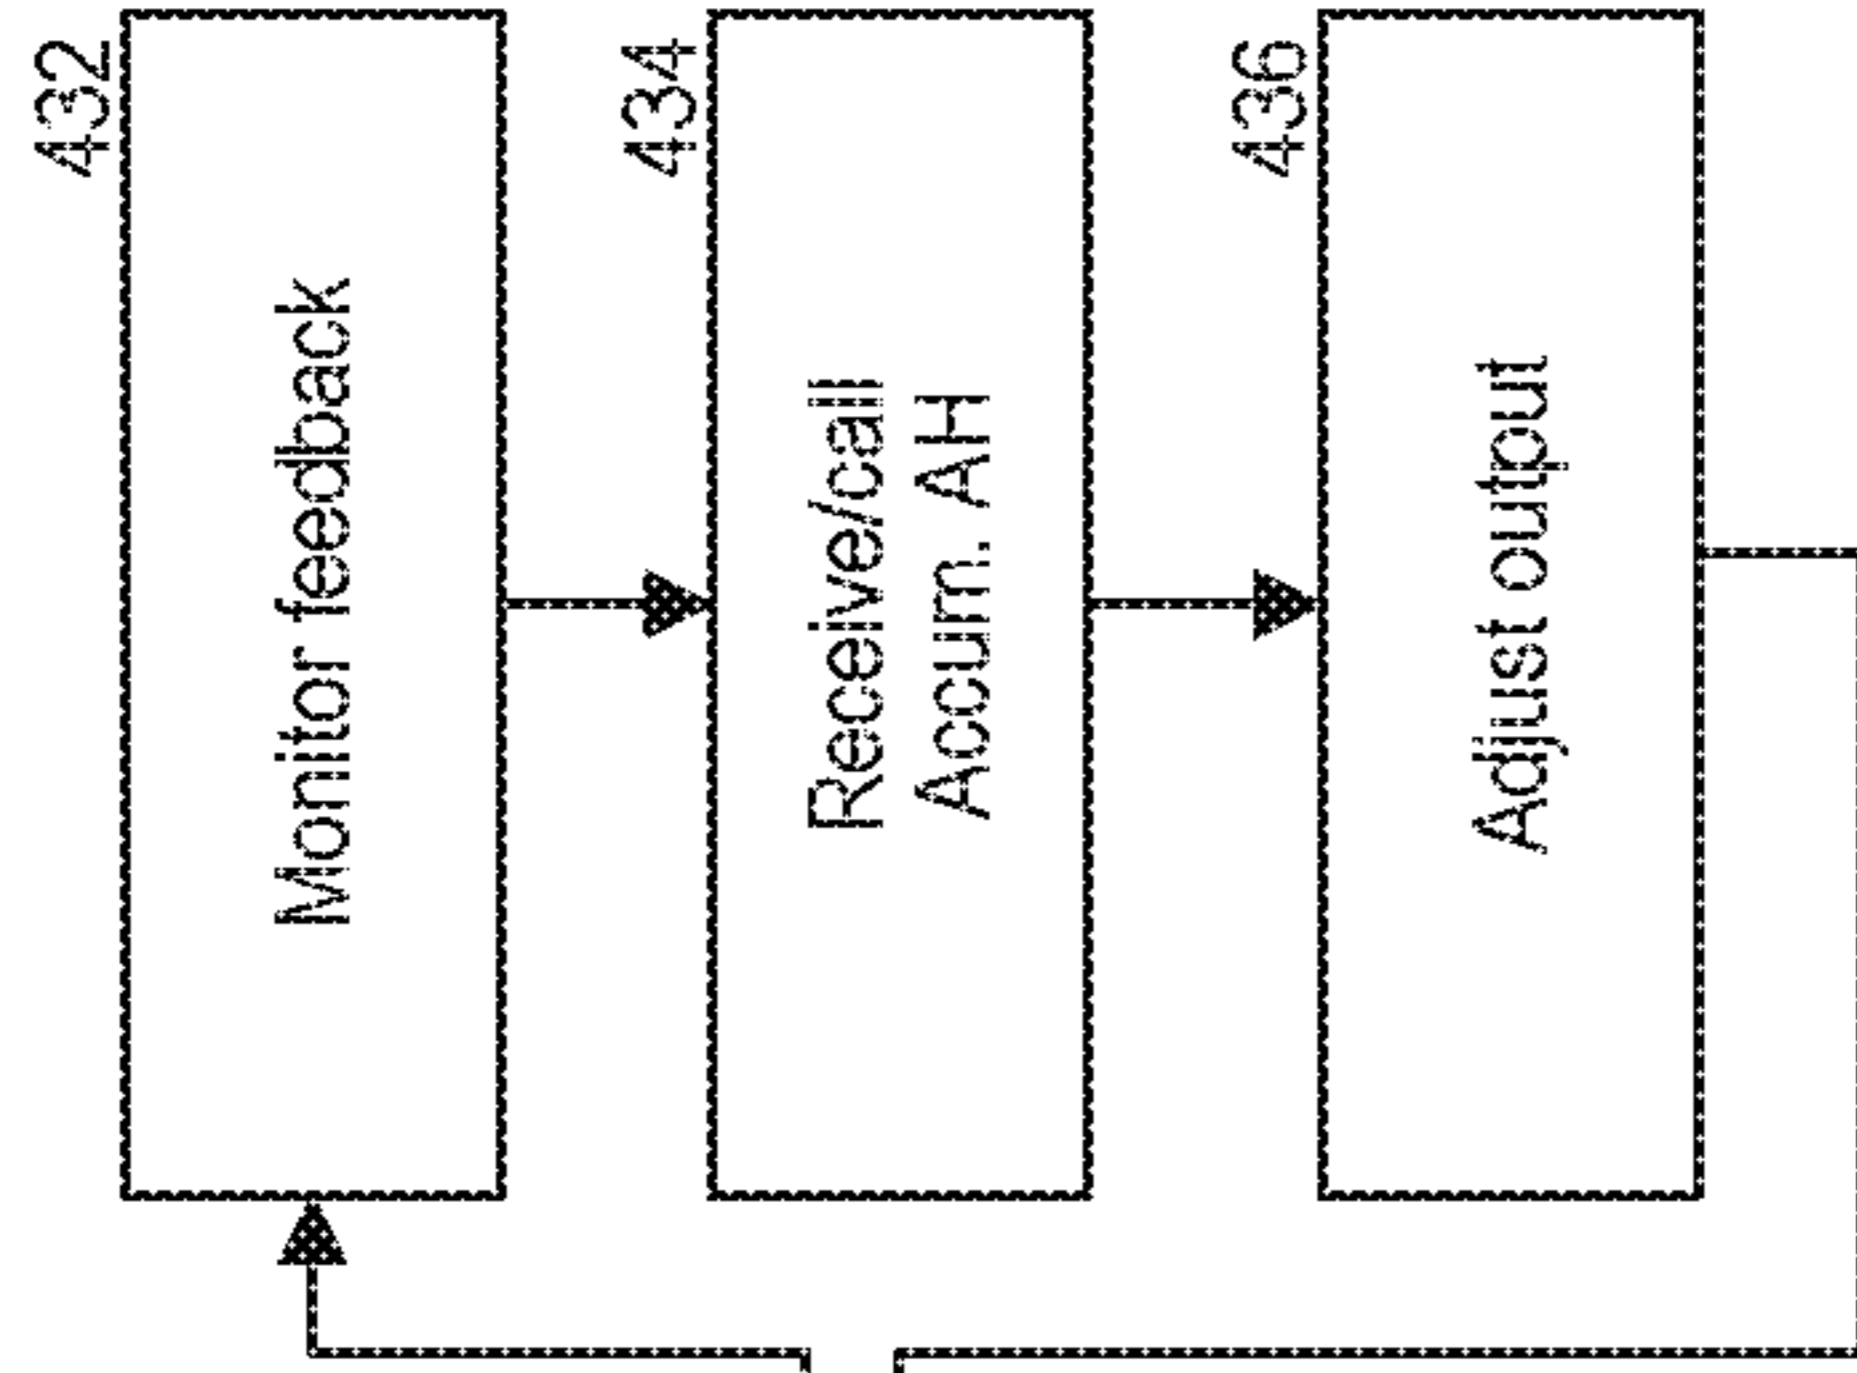 432
Monitor feedback
434
Receive/call
Accum. AH
436
Adjust output